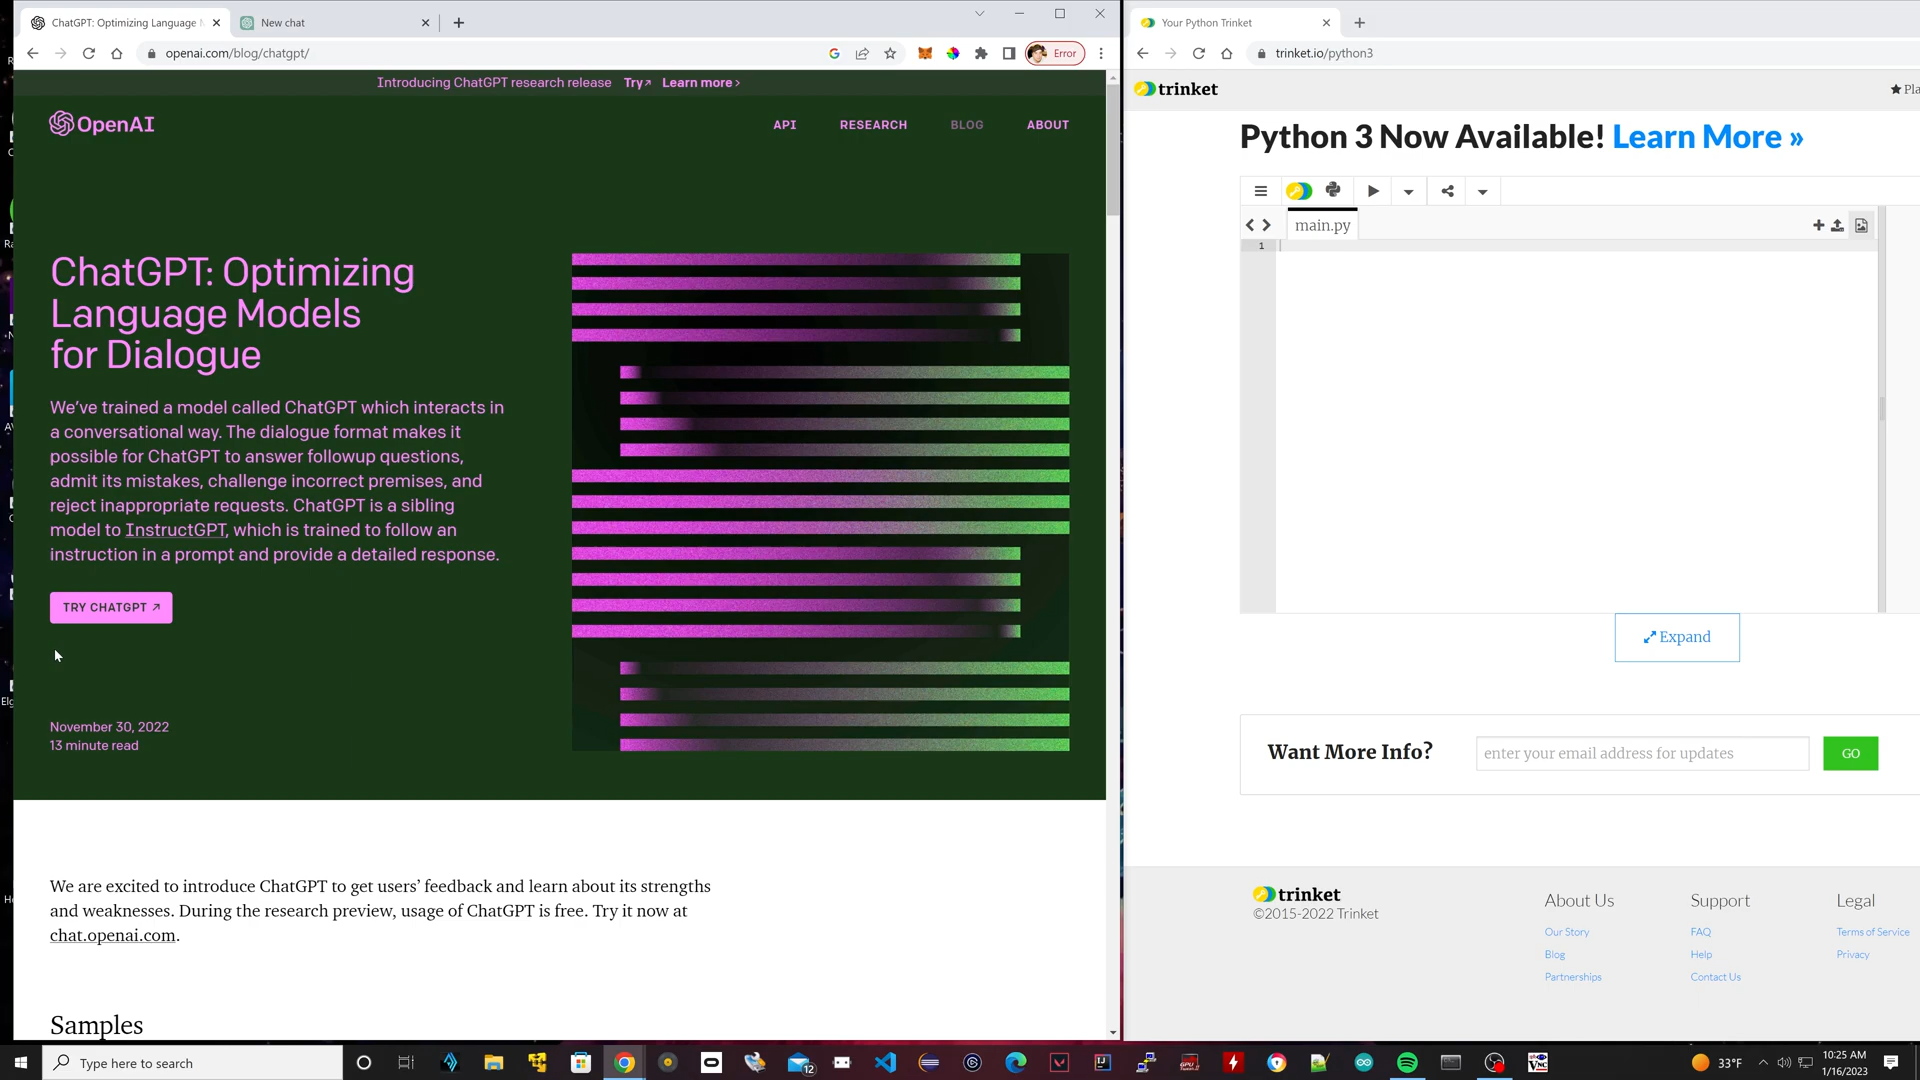 ChatGPT: Optimizing Language
New chat
openai.com/blog/chatgpt/
Error
Introducing ChatGPT research release Try↗ Learn more ›
OpenAI
API RESEARCH BLOG ABOUT
ChatGPT: Optimizing
Language Models
for Dialogue
We've trained a model called ChatGPT which interacts in
a conversational way. The dialogue format makes it
possible for ChatGPT to answer followup questions,
admit its mistakes, challenge incorrect premises, and
reject inappropriate requests. ChatGPT is a sibling
model to InstructGPT, which is trained to follow an
instruction in a prompt and provide a detailed response.
TRY CHATGPT ↗
November 30, 2022
13 minute read
We are excited to introduce ChatGPT to get users' feedback and learn about its strengths
and weaknesses. During the research preview, usage of ChatGPT is free. Try it now at
chat.openai.com.
Samples
Your Python Trinket
trinket.io/python3
trinket
Python 3 Now Available! Learn More »
main.py
1
Expand
Want More Info?
enter your email address for updates
GO
trinket
©2015-2022 Trinket
About Us
Our Story
Blog
Partnerships
Support
FAQ
Help
Contact Us
Legal
Terms of Service
Privacy
Type here to search
12
33°F
10:25 AM
1/16/2023